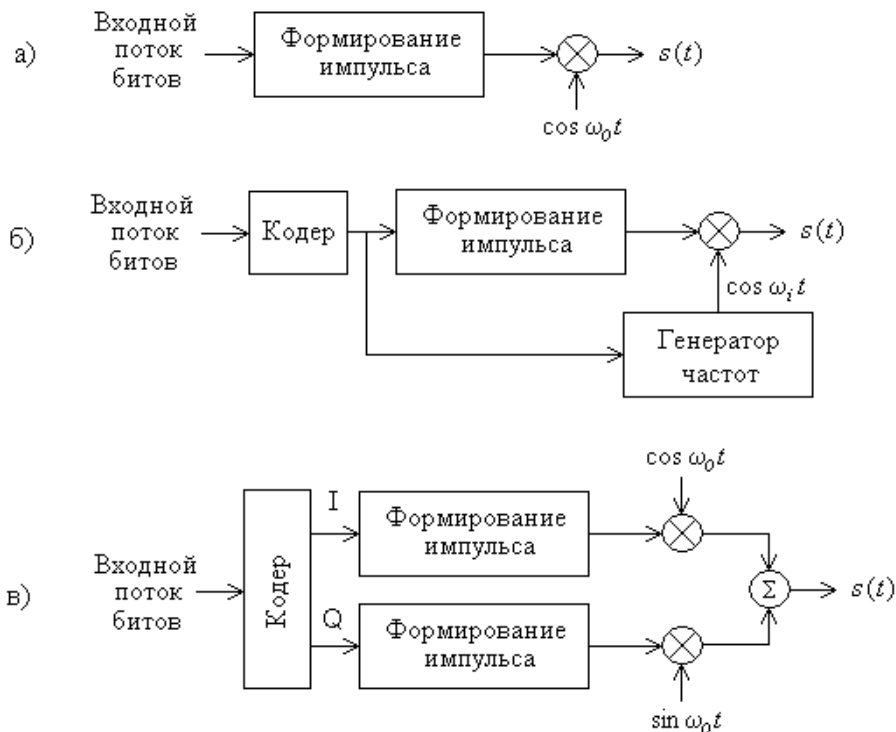 а)
Входной
поток
битов
Формирование
импульса
cos ω₀t
s(t)
б)
Входной
поток
битов
Кодер
Формирование
импульса
s(t)
cos ωᵢt
Генератор
частот
в)
Входной
поток
битов
Кодер
I
Формирование
импульса
cos ω₀t
Q
Формирование
импульса
sin ω₀t
Σ
s(t)